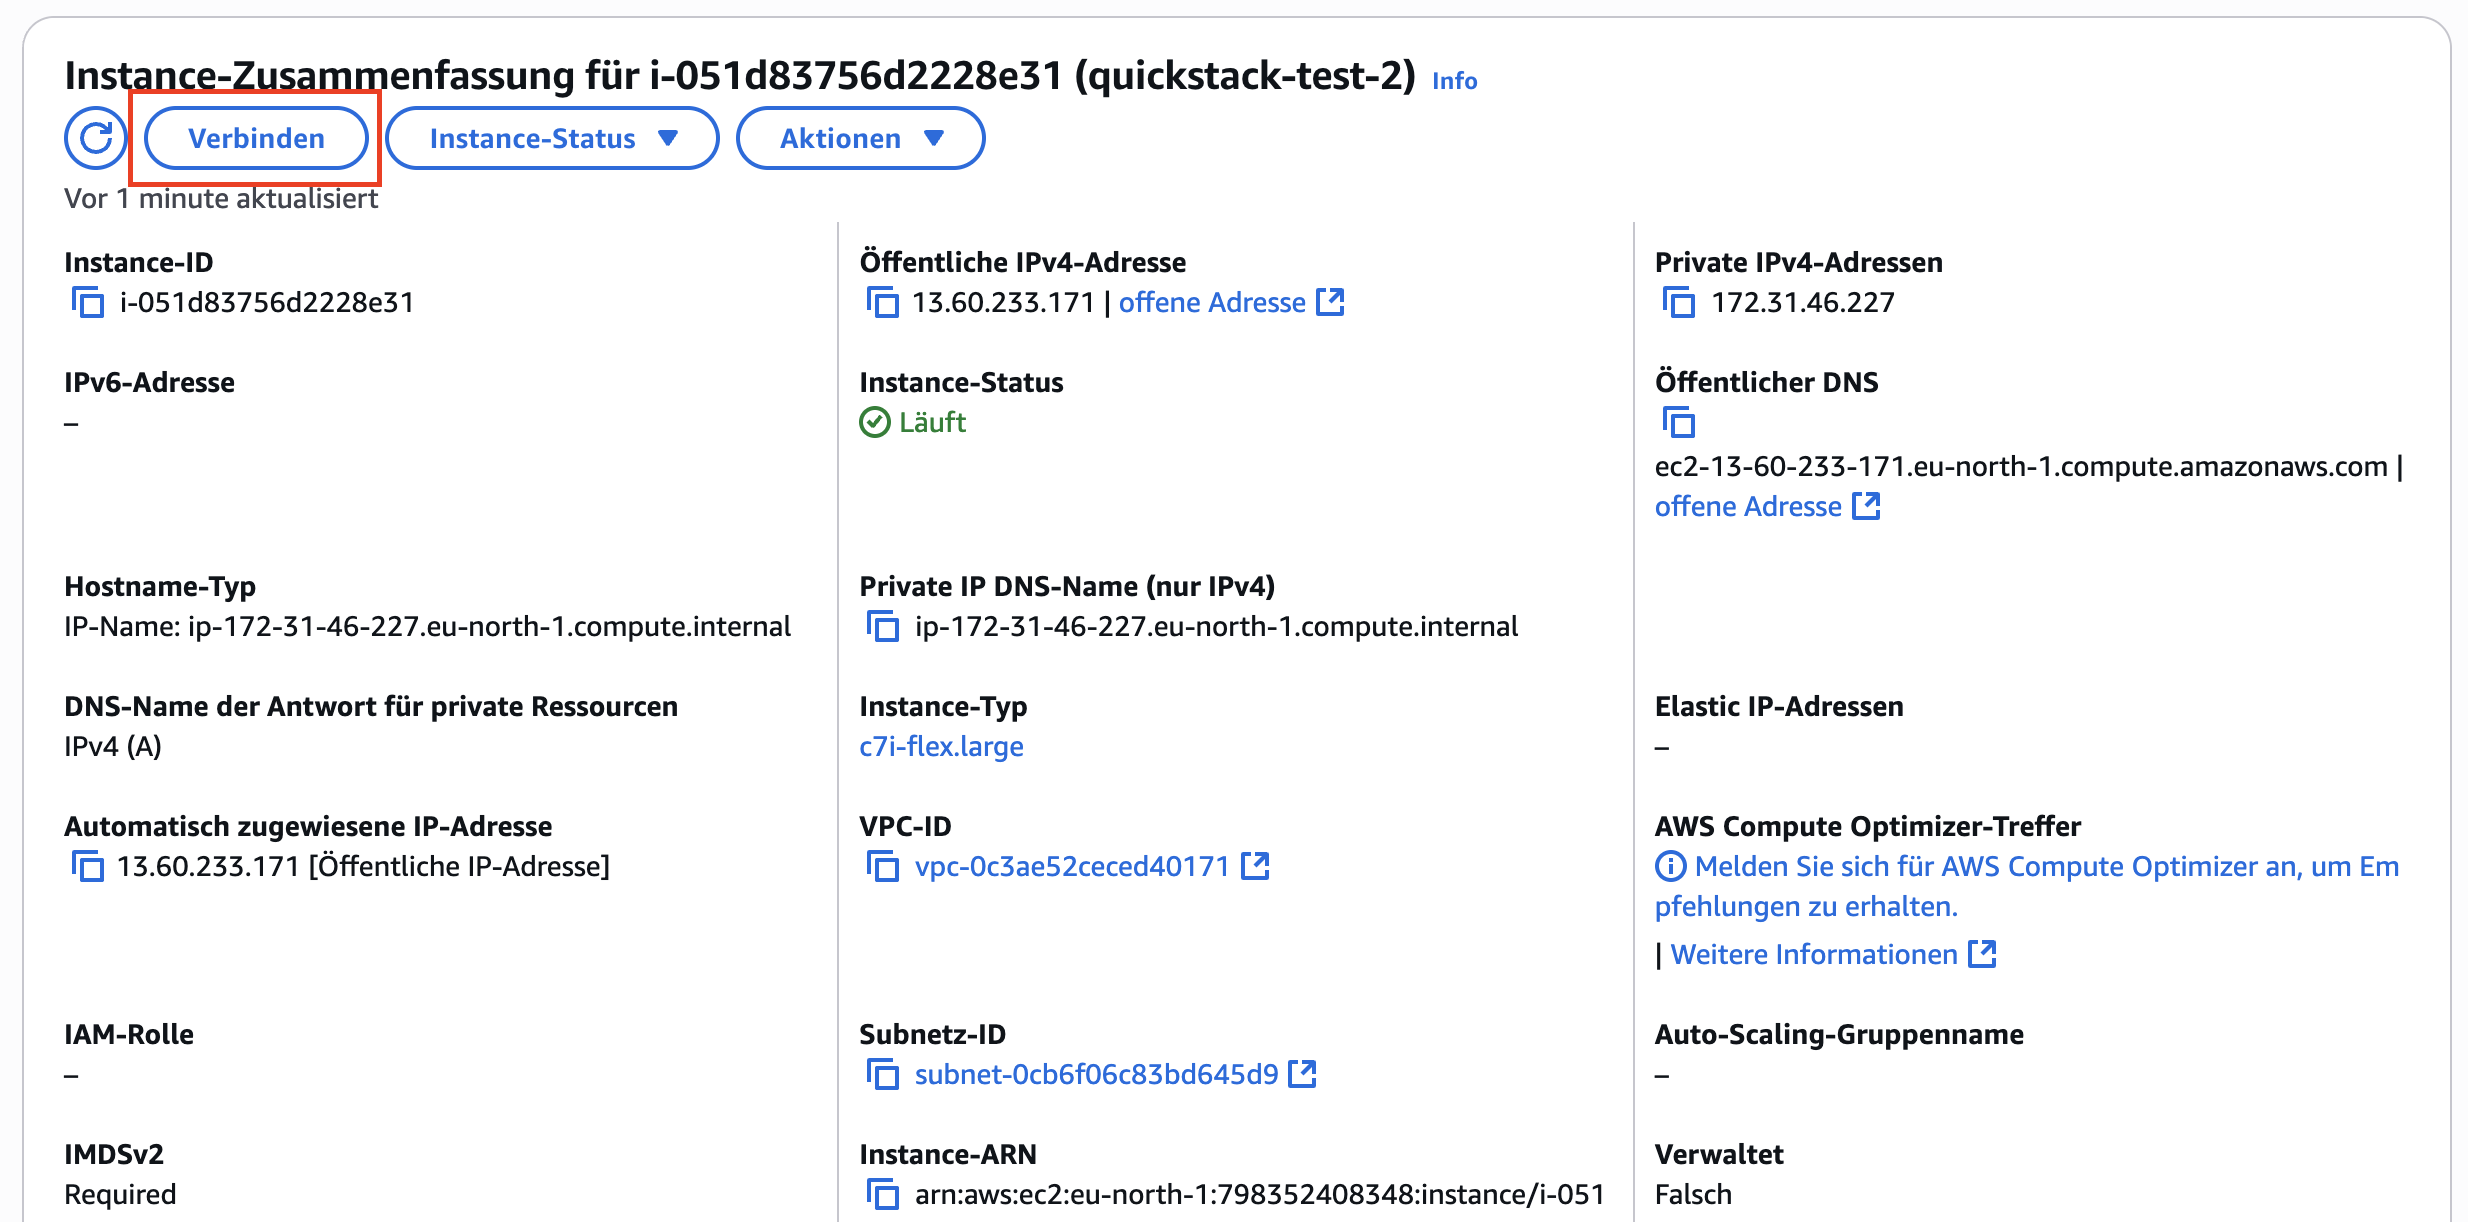 Instance-Zusammenfassung für i-051d83756d2228e31 (quickstack-test-2) Info
Verbinden Instance-Status Aktionen
Vor 1 minute aktualisiert
Instance-ID
i-051d83756d2228e31
Öffentliche IPv4-Adresse
13.60.233.171 | offene Adresse
Private IPv4-Adressen
172.31.46.227
IPv6-Adresse
–
Instance-Status
Läuft
Öffentlicher DNS
ec2-13-60-233-171.eu-north-1.compute.amazonaws.com |
offene Adresse
Hostname-Typ
IP-Name: ip-172-31-46-227.eu-north-1.compute.internal
Private IP DNS-Name (nur IPv4)
ip-172-31-46-227.eu-north-1.compute.internal
DNS-Name der Antwort für private Ressourcen
IPv4 (A)
Instance-Typ
c7i-flex.large
Elastic IP-Adressen
–
Automatisch zugewiesene IP-Adresse
13.60.233.171 [Öffentliche IP-Adresse]
VPC-ID
vpc-0c3ae52ceced40171
AWS Compute Optimizer-Treffer
Melden Sie sich für AWS Compute Optimizer an, um Em
pfehlungen zu erhalten.
| Weitere Informationen
IAM-Rolle
–
Subnetz-ID
subnet-0cb6f06c83bd645d9
Auto-Scaling-Gruppenname
–
IMDSv2
Required
Instance-ARN
arn:aws:ec2:eu-north-1:798352408348:instance/i-051
Verwaltet
Falsch